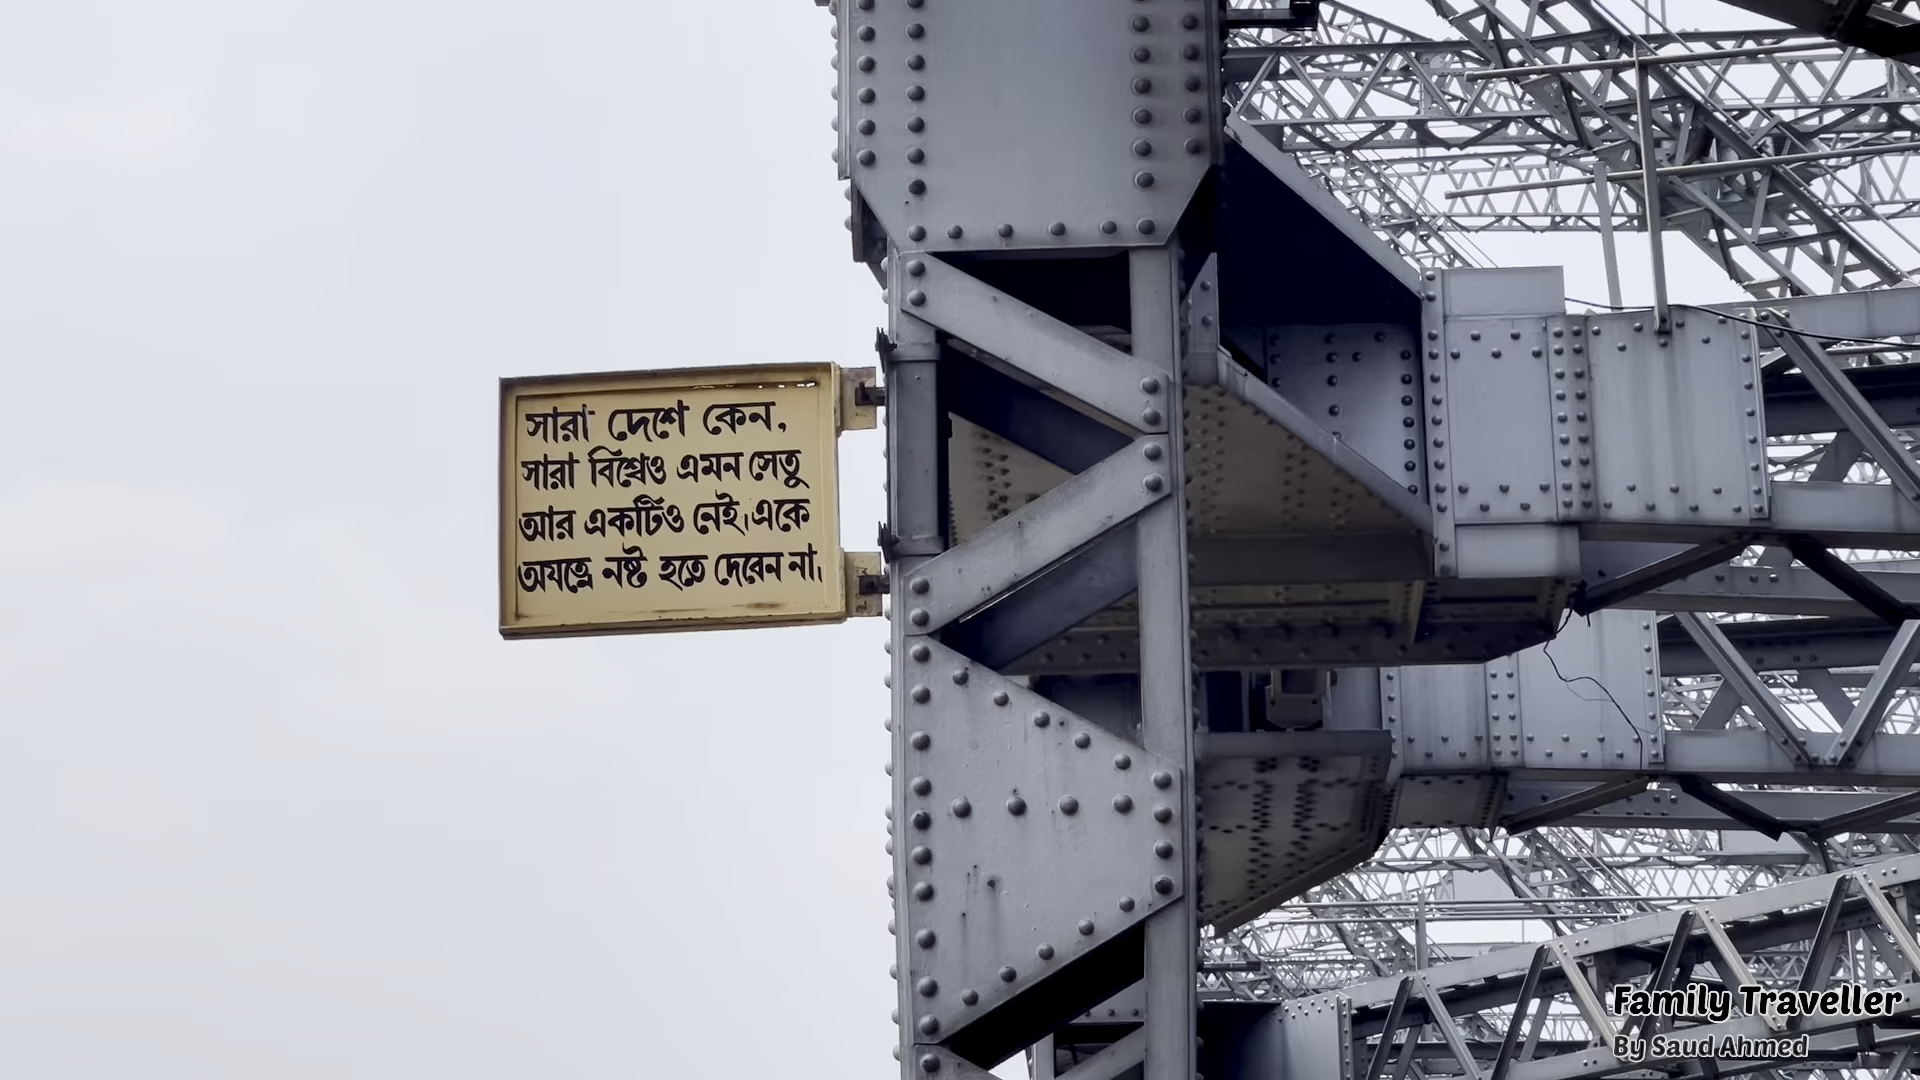 সারা দেশে কেন,
সারা বিশ্বেও এমন সেতু
আর একটিও নেই। একে
অযত্নে নষ্ট হতে দেবেন না।
Family Traveller
By Saud Ahmed